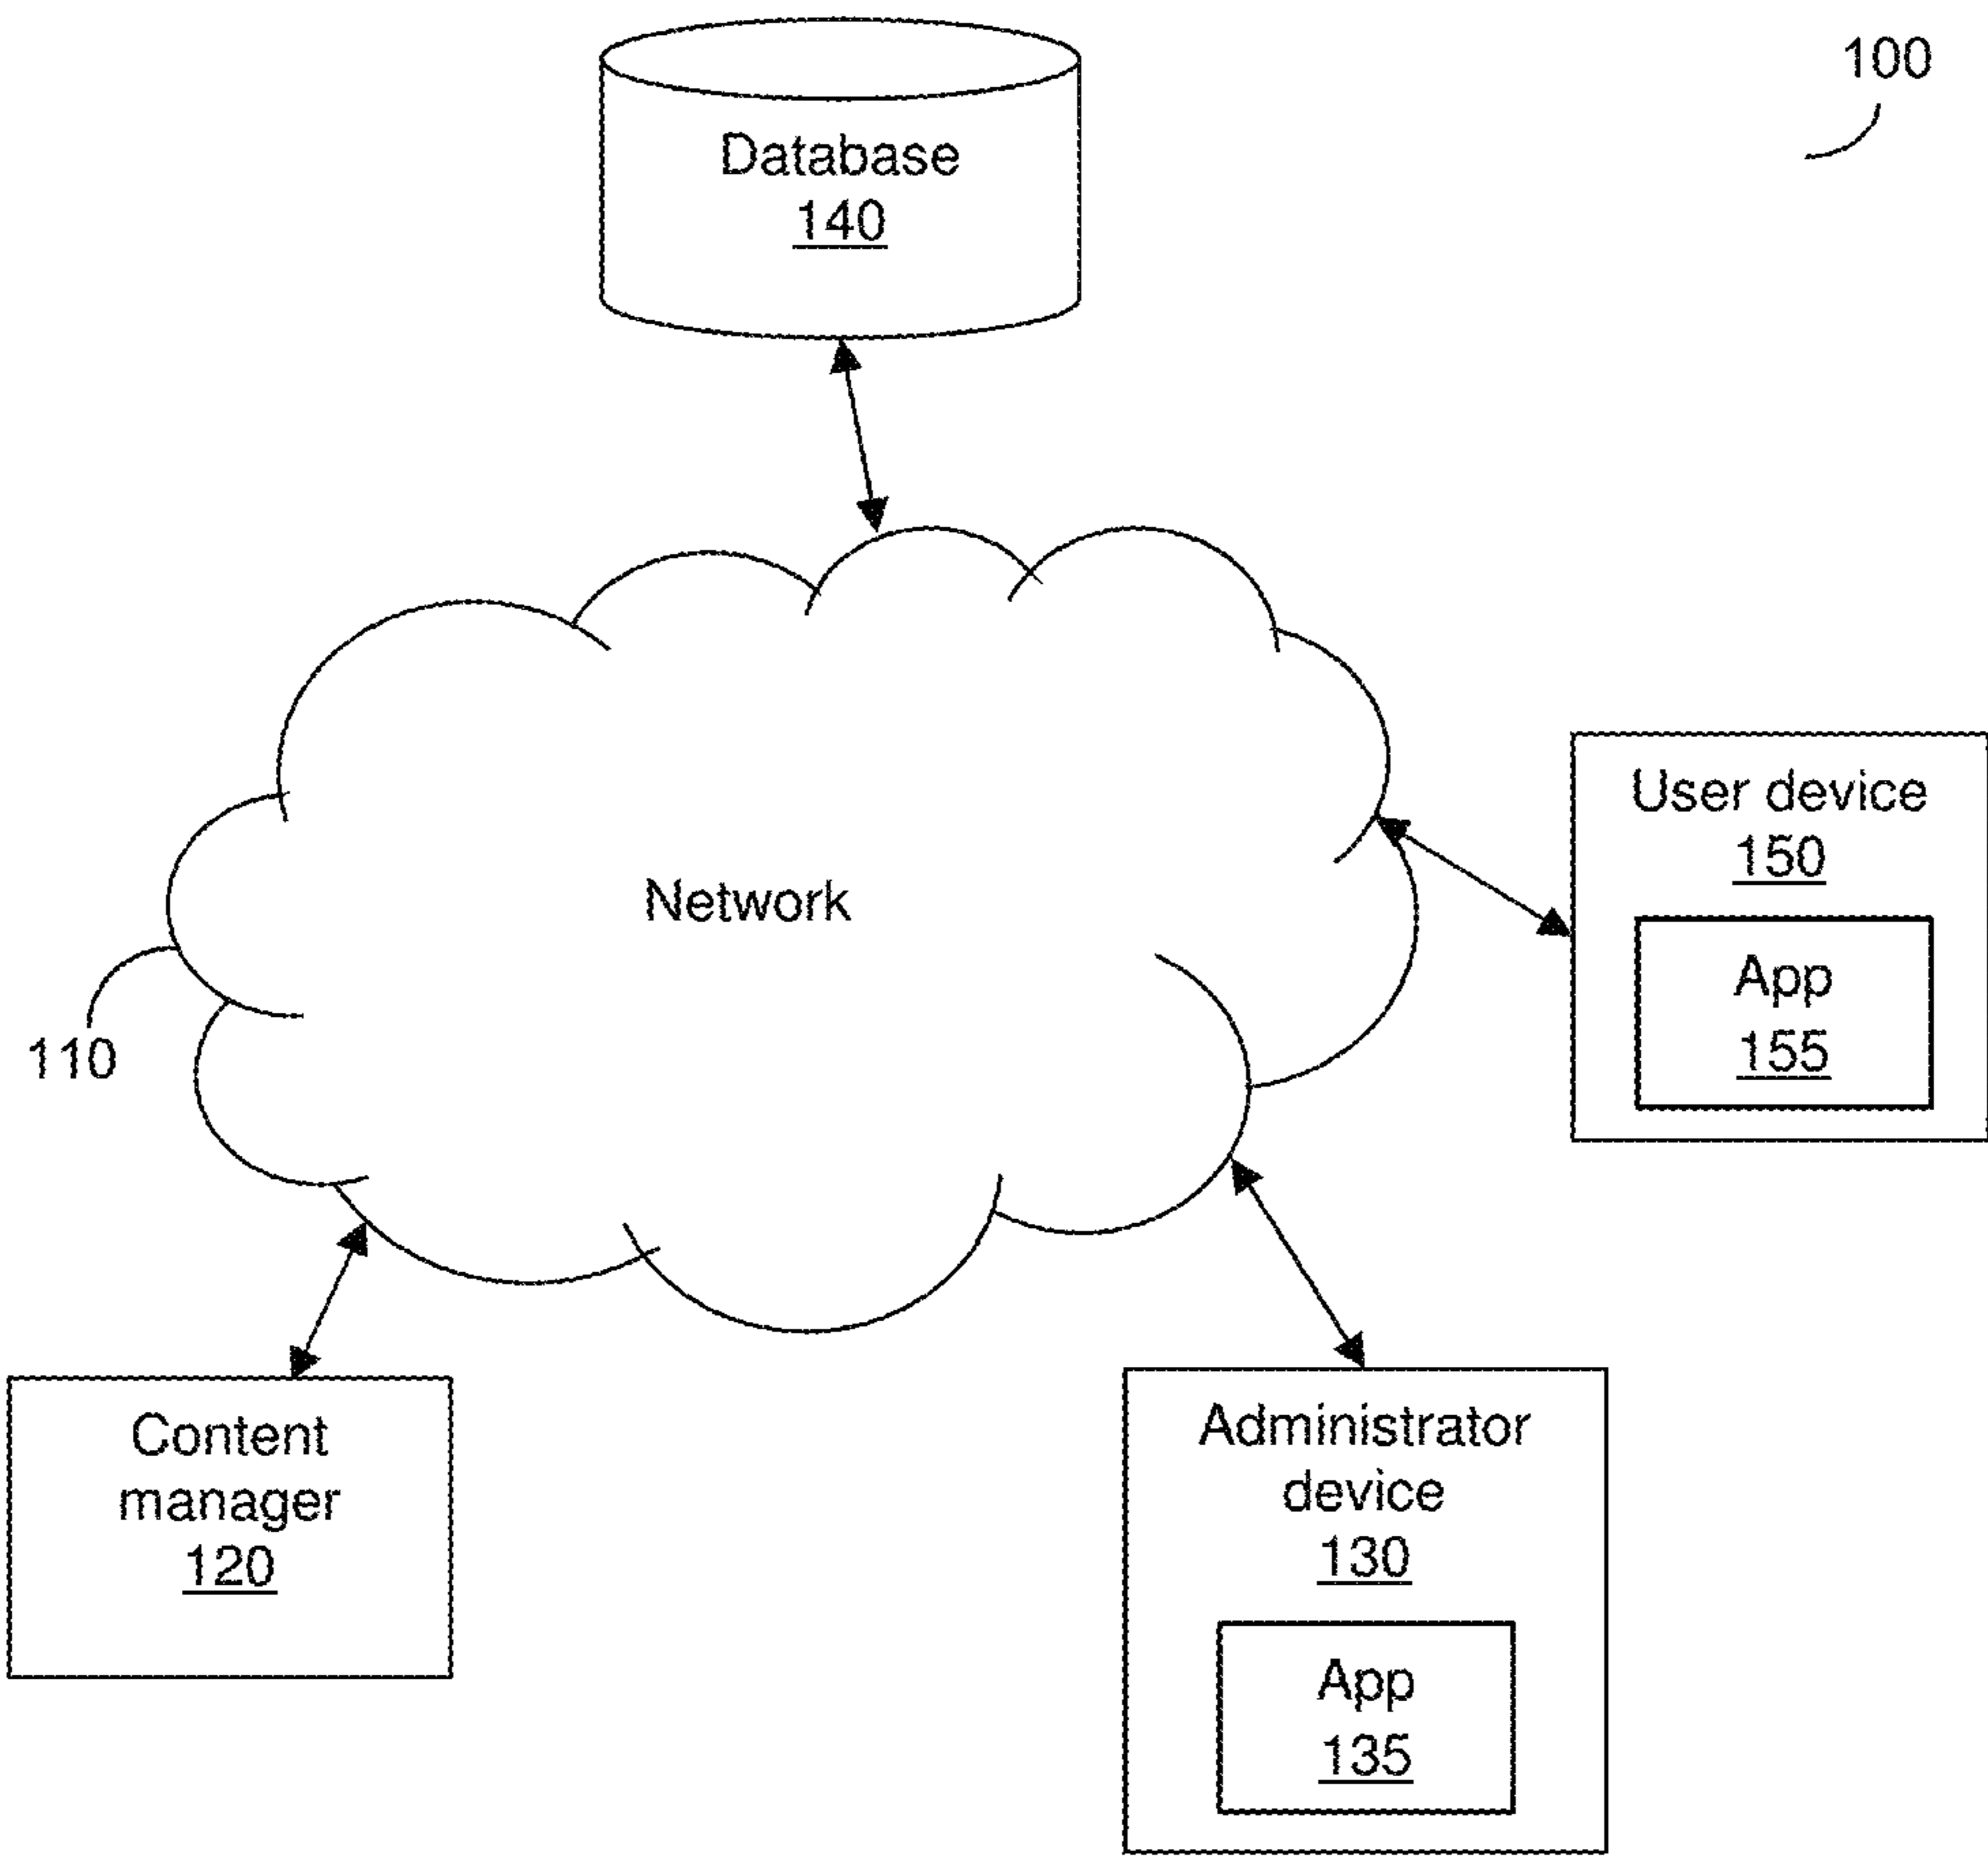 100
Database
140
Network
User device
150
App
155
110
Content
manager
120
Administrator
device
130
App
135